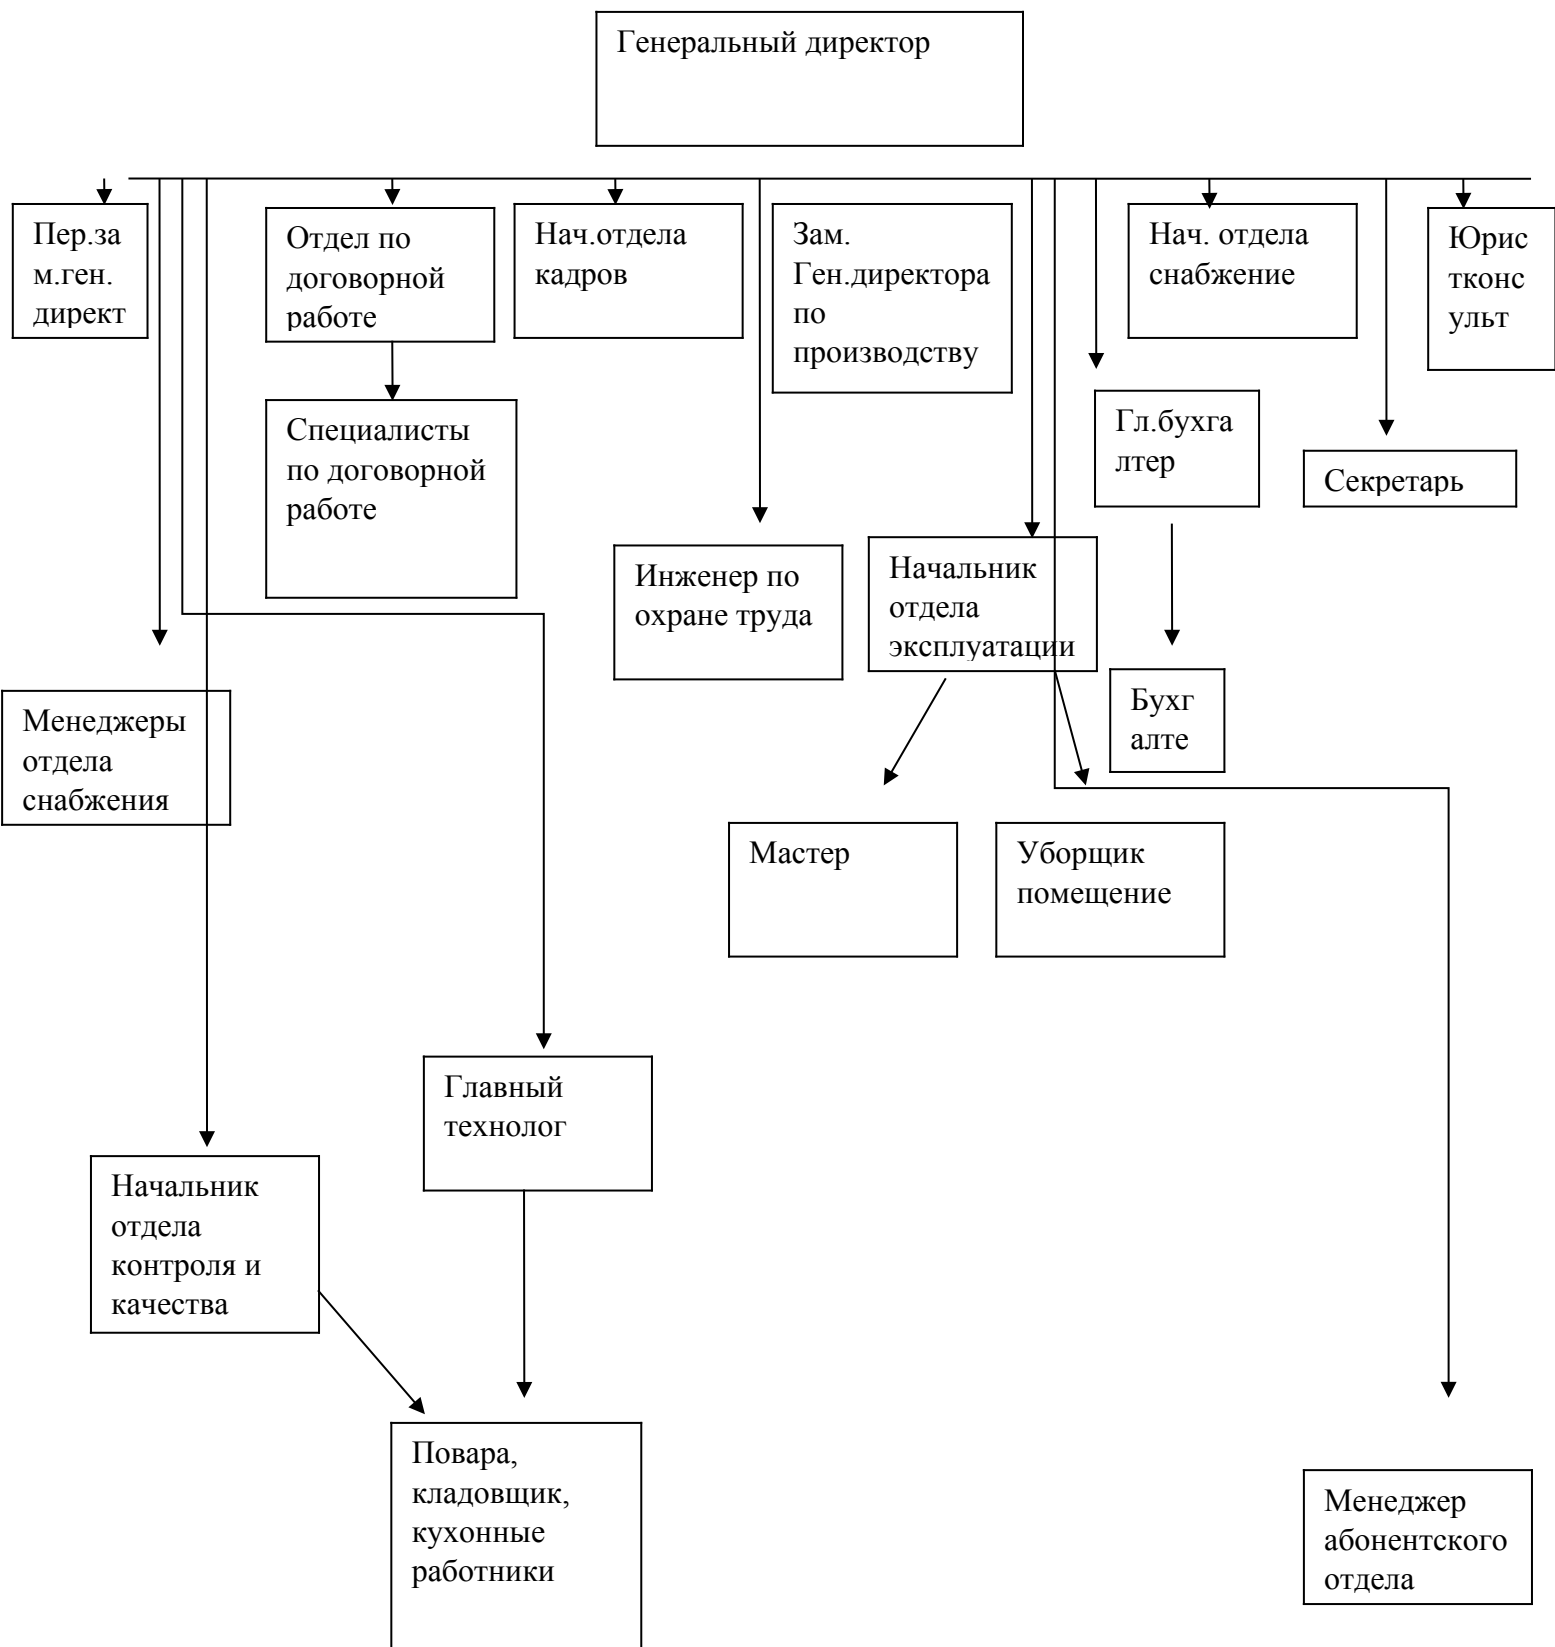 Генеральный директор
Пер.за
м.ген.
директ
Отдел по
договорной
работе
Нач.отдела
кадров
Зам.
Ген.директора
по
производству
Нач. отдела
снабжение
Юрис
тконс
ульт
Специалисты
по договорной
работе
Гл.бухга
лтер
Секретарь
Инженер по
охране труда
Начальник
отдела
эксплуатации
Менеджеры
отдела
снабжения
Бухг
алте
Мастер
Уборщик
помещение
Главный
технолог
Начальник
отдела
контроля и
качества
Повара,
кладовщик,
кухонные
работники
Менеджер
абонентского
отдела